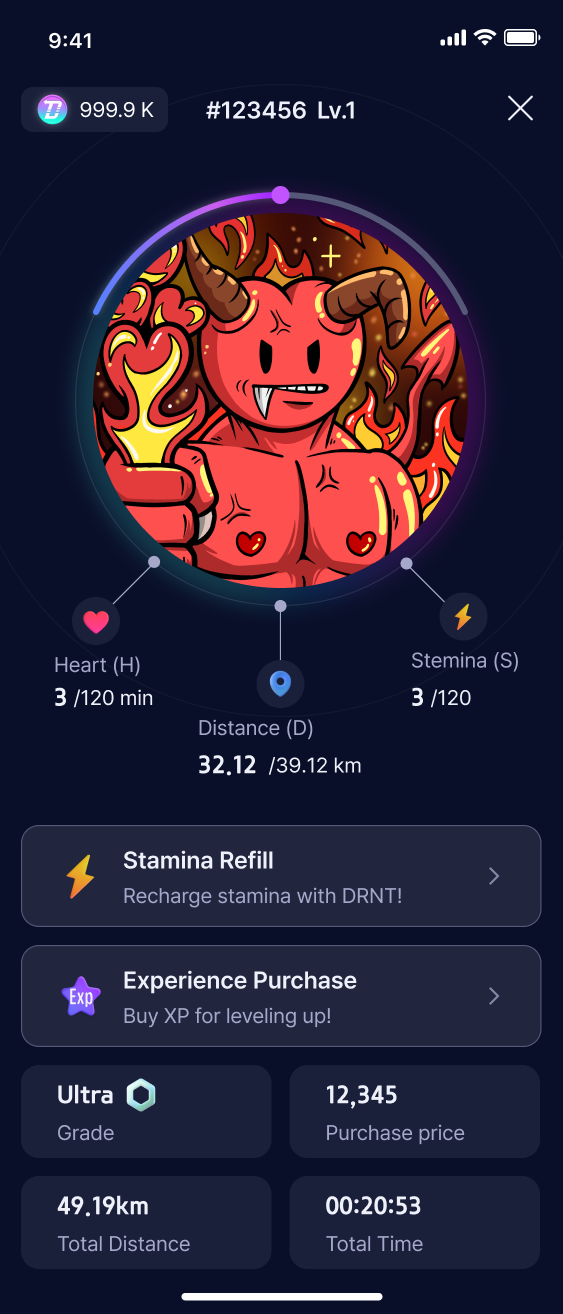 9:41
999.9 K
#123456 Lv.1
Heart (H)
3 /120 min
Stemina (S)
3 /120
Distance (D)
32.12 /39.12 km
Stamina Refill
Recharge stamina with DRNT!
Exp
Experience Purchase
Buy XP for leveling up!
Ultra
Grade
12,345
Purchase price
49.19km
Total Distance
00:20:53
Total Time